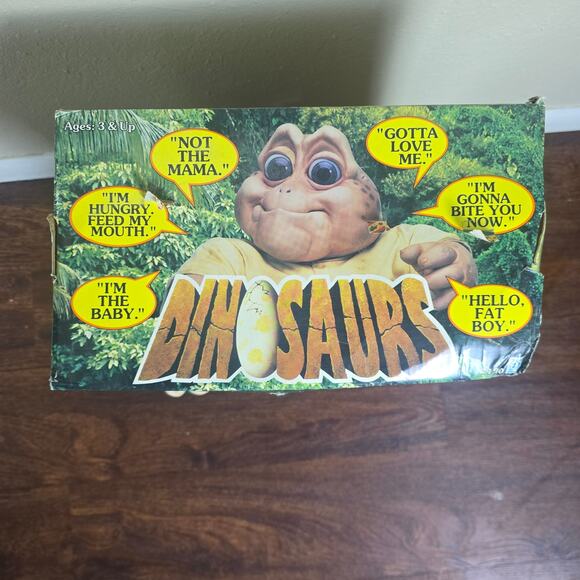 Ages: 3 & Up
"NOT
THE
MAMA."
"GOTTA
LOVE
ME."
"I'M
HUNGRY.
FEED MY
MOUTH."
"I'M
GONNA
BITE YOU
NOW."
"I'M
THE
BABY."
"HELLO,
FAT
BOY."
DINOSAURS